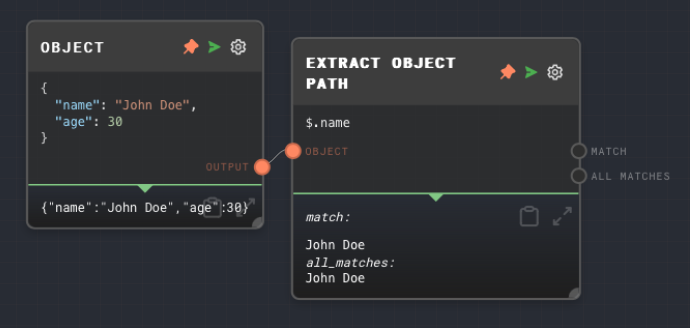 OBJECT
{
"name": "John Doe",
"age": 30
}
OUTPUT
{"name":"John Doe","age":30}
EXTRACT OBJECT
PATH
$.name
OBJECT
MATCH
ALL MATCHES
match:
John Doe
all_matches:
John Doe